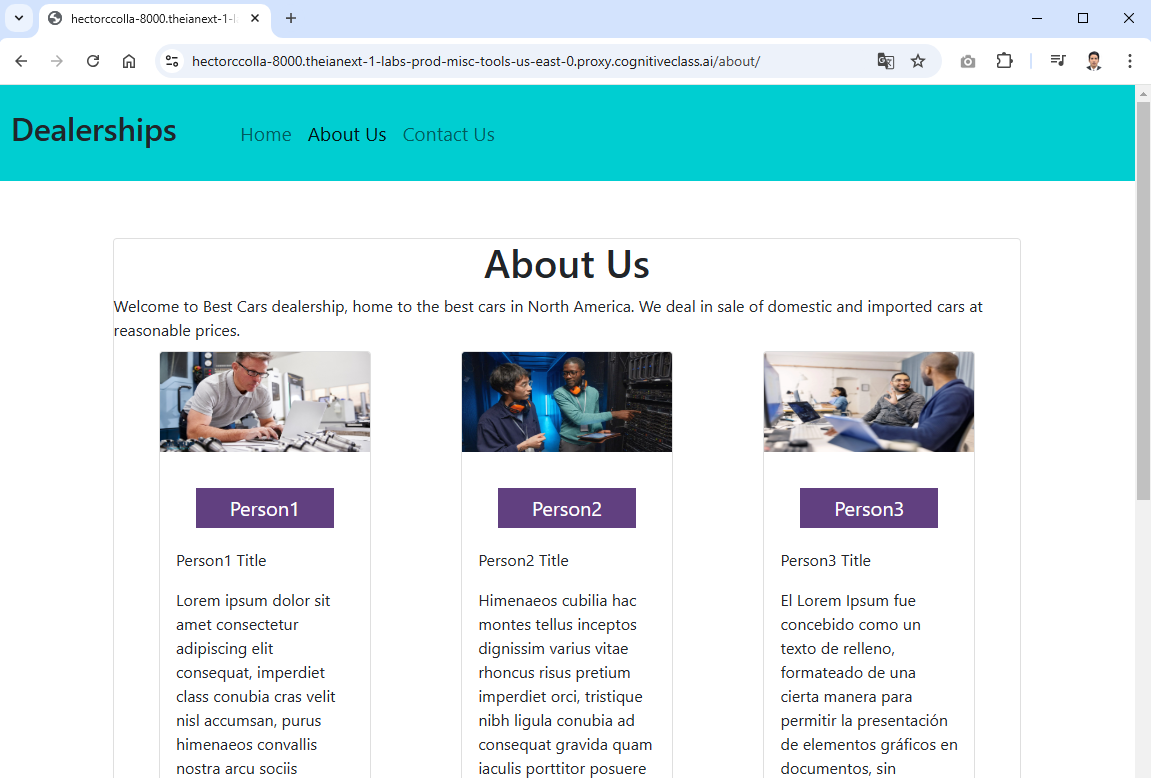 hectorccolla-8000.theianext-1-l
hectorccolla-8000.theianext-1-labs-prod-misc-tools-us-east-0.proxy.cognitiveclass.ai/about/
Dealerships
Home
About Us
Contact Us
About Us
Welcome to Best Cars dealership, home to the best cars in North America. We deal in sale of domestic and imported cars at
reasonable prices.
Person1
Person1 Title
Lorem ipsum dolor sit
amet consectetur
adipiscing elit
consequat, imperdiet
class conubia cras velit
nisl accumsan, purus
himenaeos convallis
nostra arcu sociis
Person2
Person2 Title
Himenaeos cubilia hac
montes tellus inceptos
dignissim varius vitae
rhoncus risus pretium
imperdiet orci, tristique
nibh ligula conubia ad
consequat gravida quam
iaculis porttitor posuere
Person3
Person3 Title
El Lorem Ipsum fue
concebido como un
texto de relleno,
formateado de una
cierta manera para
permitir la presentación
de elementos gráficos en
documentos, sin